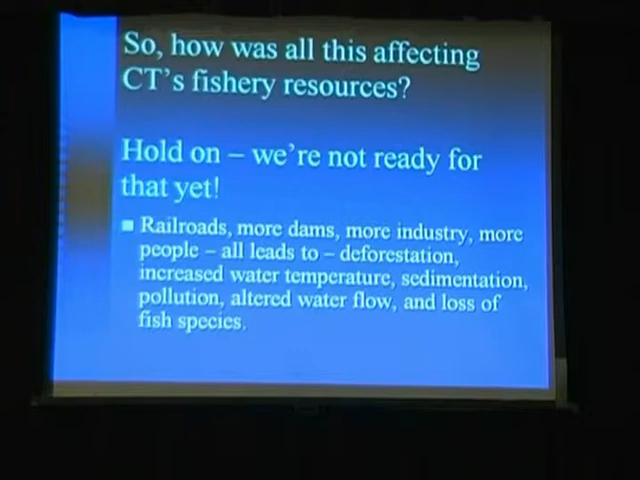 So, how was all this affecting
CT's fishery resources?
Hold on – we're not ready for
that yet!
Railroads, more dams, more industry, more
people – all leads to – deforestation,
increased water temperature, sedimentation,
pollution, altered water flow, and loss of
fish species.